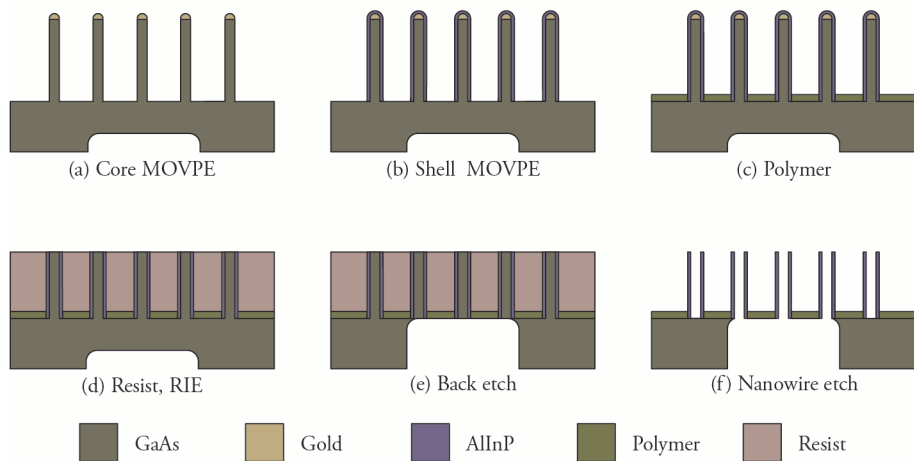 (a) Core MOVPE
(b) Shell MOVPE
(c) Polymer
(d) Resist, RIE
(e) Back etch
(f) Nanowire etch
GaAs
Gold
AlInP
Polymer
Resist